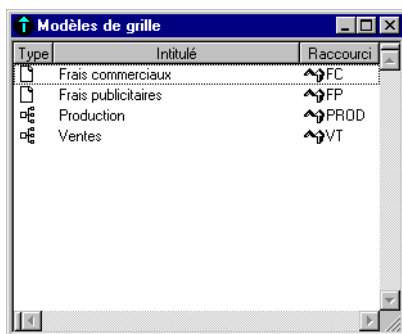 Modèles de grille
Type Intitulé Raccourci
Frais commerciaux FC
Frais publicitaires FP
Production PROD
Ventes VT